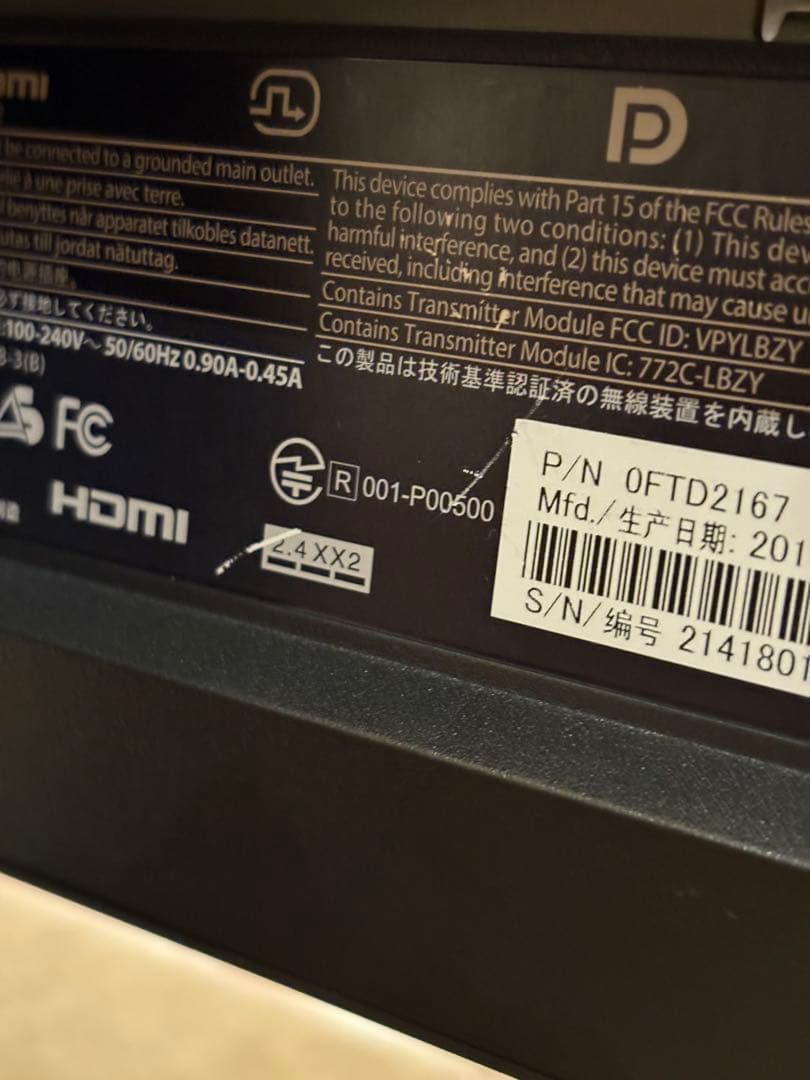 be connected to a grounded main outlet.
à une prise avec terre.
benyttes når apparatet tilkobles datanett.
till jordat nätuttag.
接地してください。
:100-240V～ 50/60Hz 0.90A-0.45A
-3(B)
FC
HDMI
This device complies with Part 15 of the FCC Rules
to the following two conditions: (1) This dev
harmful interference, and (2) this device must acc
received, including interference that may cause u
Contains Transmitter Module FCC ID: VPYLBZY
Contains Transmitter Module IC: 772C-LBZY
この製品は技術基準認証済の無線装置を内蔵し
R 001-P00500
2.4XX2
P/N 0FTD2167
Mfd./生产日期: 201
S/N/编号 2141801